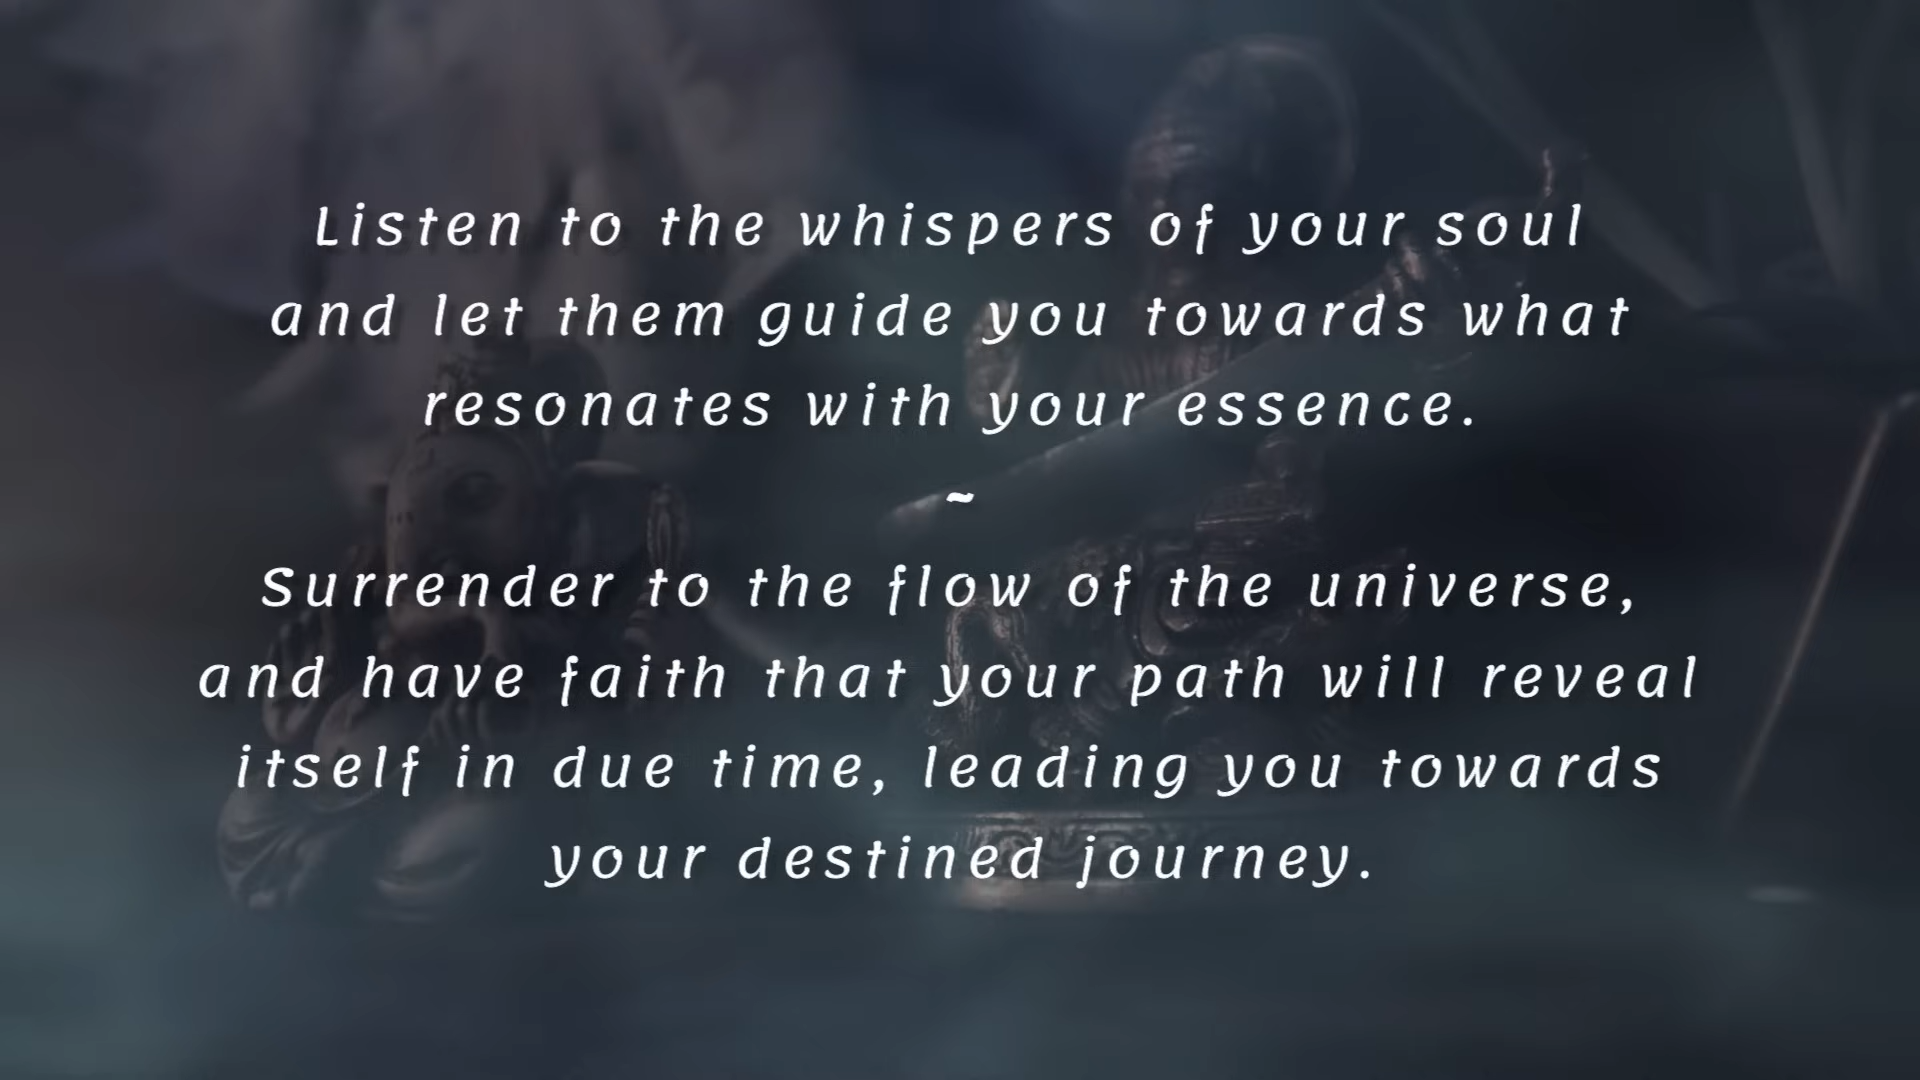 Listen to the whispers of your soul
and let them guide you towards what
resonates with your essence.
~
Surrender to the flow of the universe,
and have faith that your path will reveal
itself in due time, leading you towards
your destined journey.